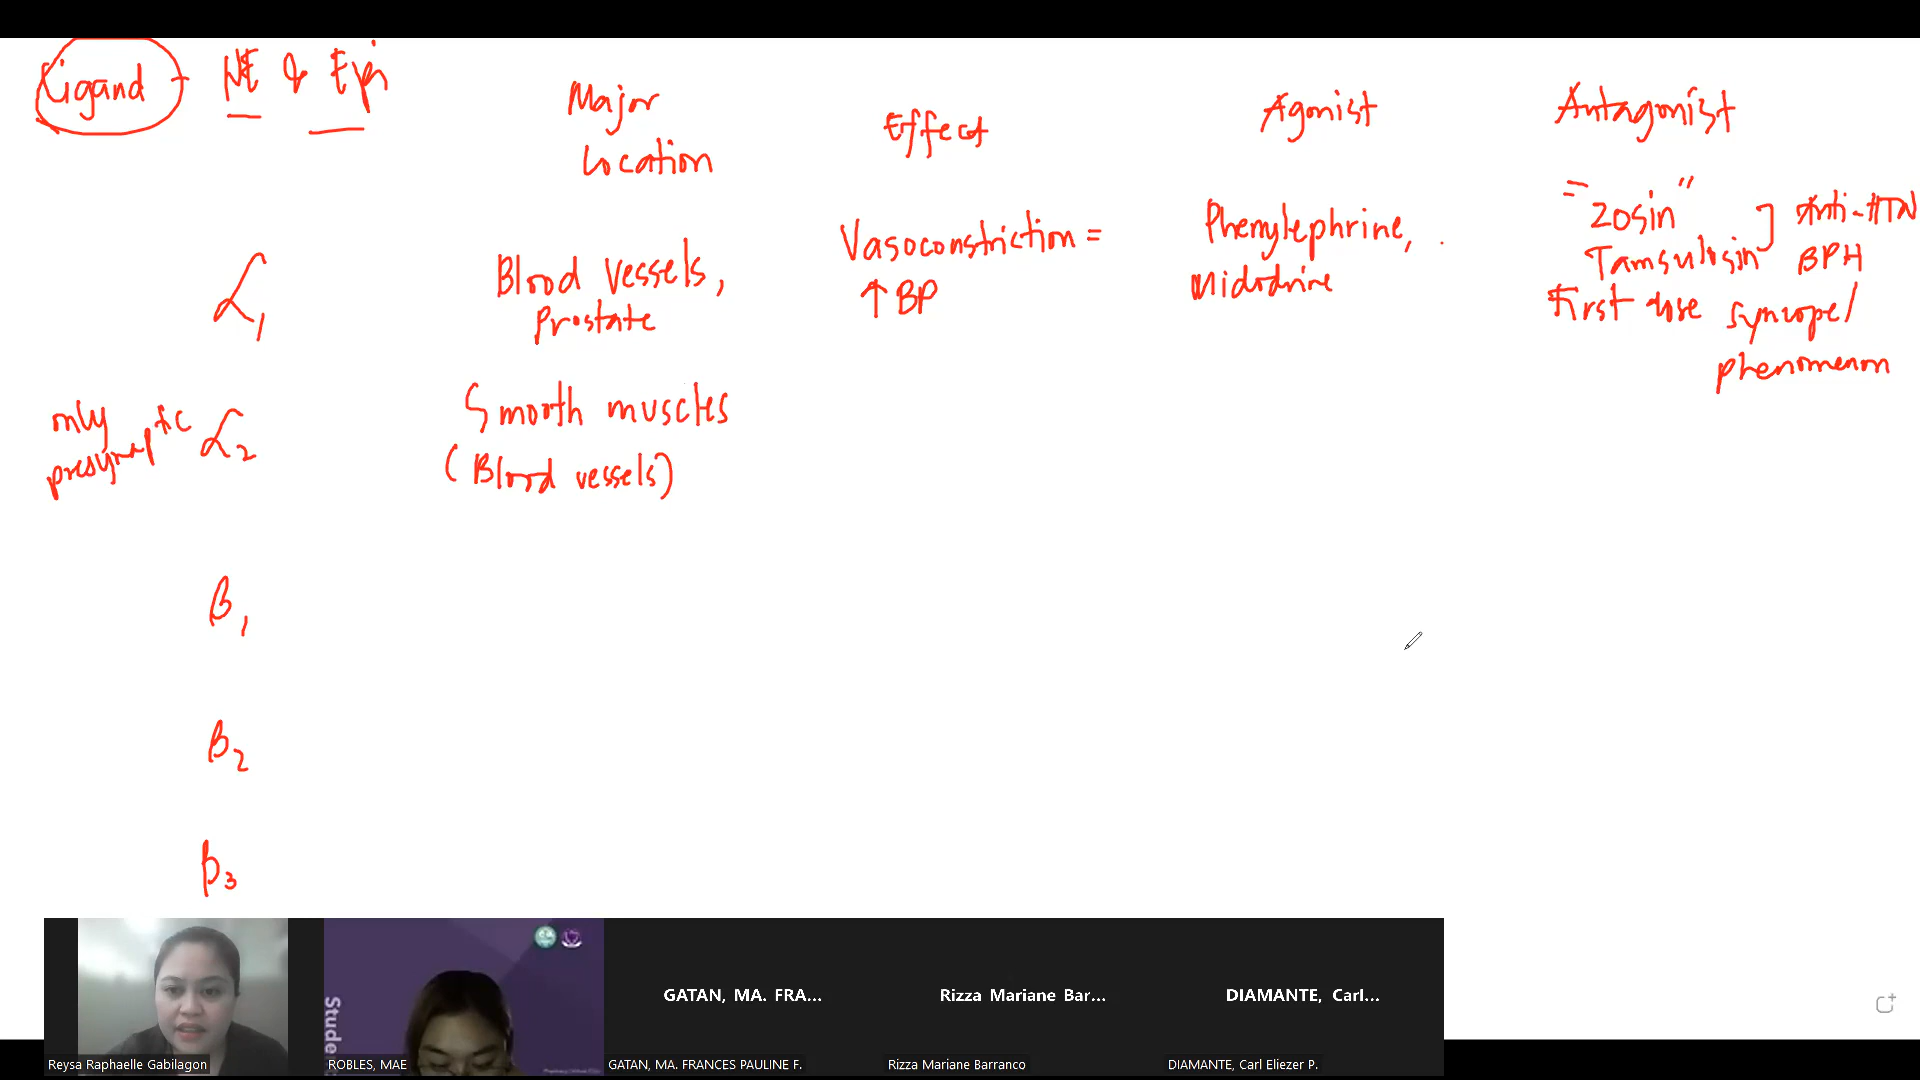 Ligand - NE & Epi
Major Location
Effect
Agonist
Antagonist
α1
Blood vessels, prostate
Vasoconstriction = ↑ BP
Phenylephrine, Midodrine
"zosin"
Tamsulosin ] Anti-HTN BPH
First dose syncope/ phenomenon
only presynaptic α2
Smooth muscles
(Blood vessels)
β1
β2
β3
Stude
GATAN, MA. FRA...
Rizza Mariane Bar...
DIAMANTE, Carl...
Reysa Raphaelle Gabilagon
ROBLES, MAE
GATAN, MA. FRANCES PAULINE F.
Rizza Mariane Barranco
DIAMANTE, Carl Eliezer P.